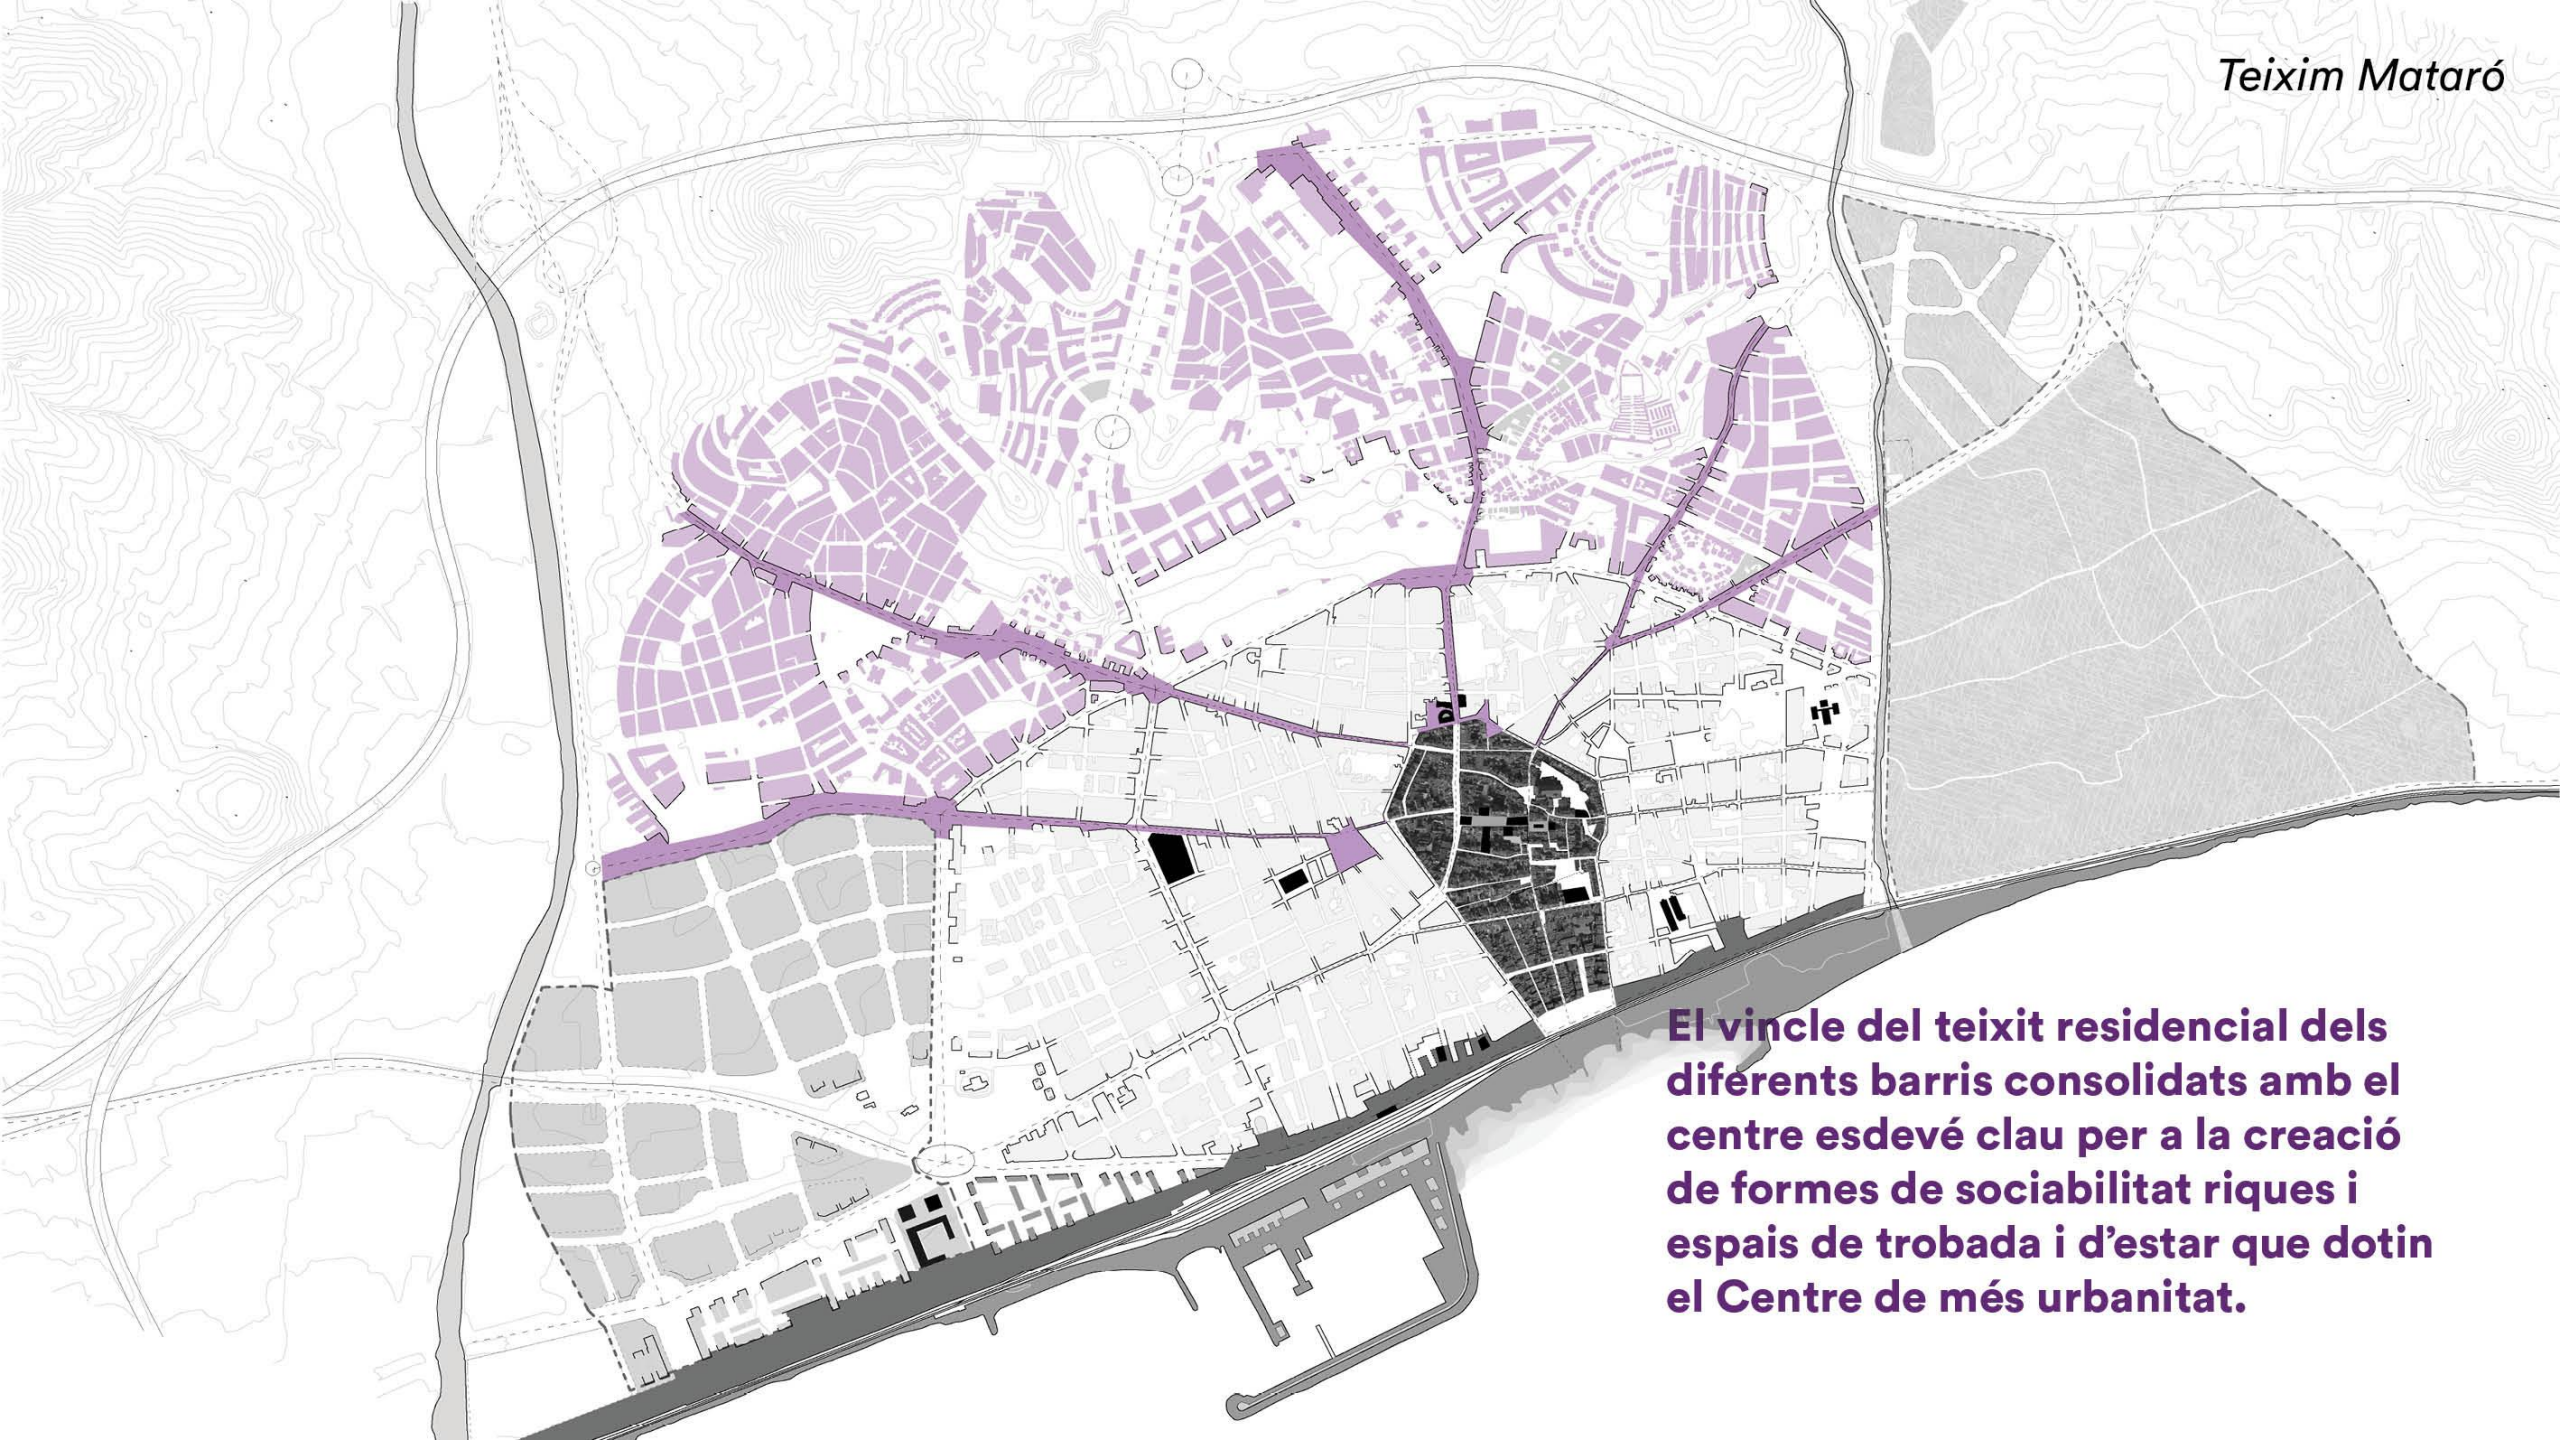 Teixim Mataró
El vincle del teixit residencial dels
diferents barris consolidats amb el
centre esdevé clau per a la creació
de formes de sociabilitat riques i
espais de trobada i d’estar que dotin
el Centre de més urbanitat.